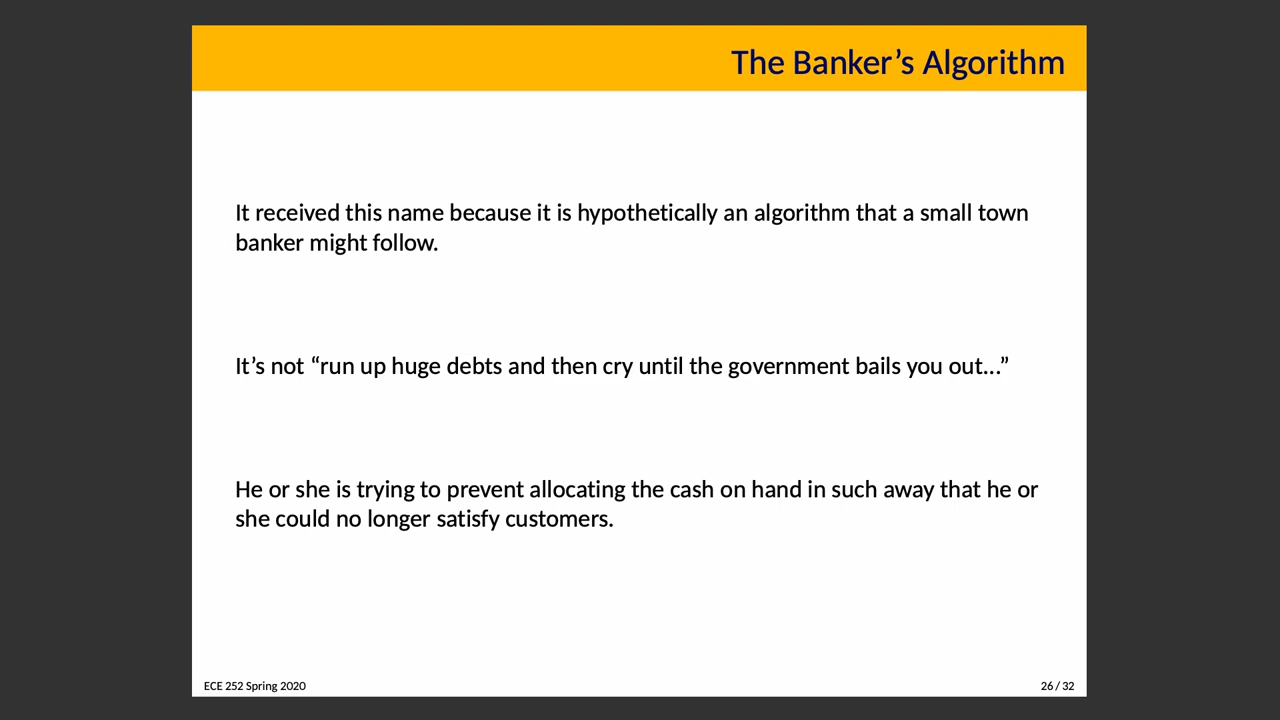 The Banker’s Algorithm
It received this name because it is hypothetically an algorithm that a small town
banker might follow.
It’s not “run up huge debts and then cry until the government bails you out...”
He or she is trying to prevent allocating the cash on hand in such away that he or
she could no longer satisfy customers.
ECE 252 Spring 2020
26 / 32